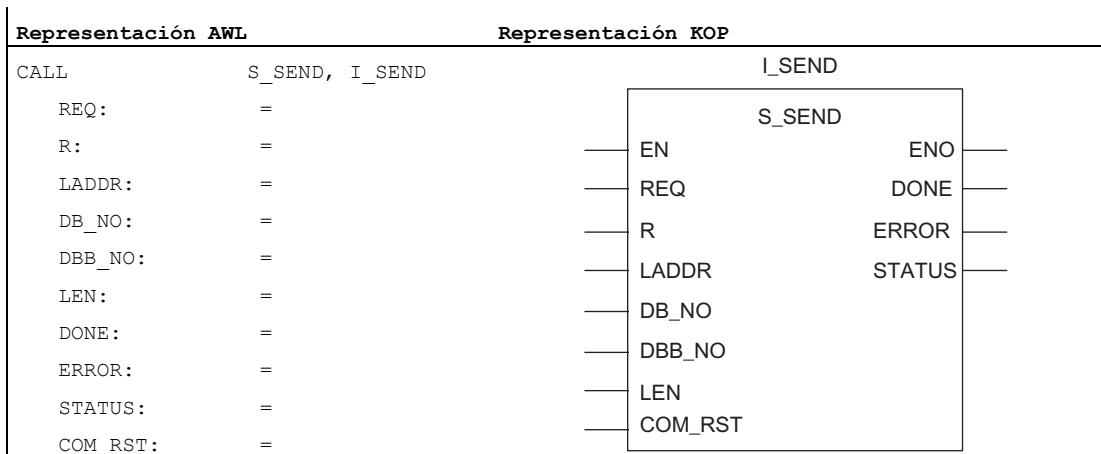 Representación AWL Representación KOP
CALL S_SEND, I_SEND
REQ: =
R: =
LADDR: =
DB_NO: =
DBB_NO: =
LEN: =
DONE: =
ERROR: =
STATUS: =
COM_RST: =
I_SEND
S_SEND
EN ENO
REQ DONE
R ERROR
LADDR STATUS
DB_NO
DBB_NO
LEN
COM_RST